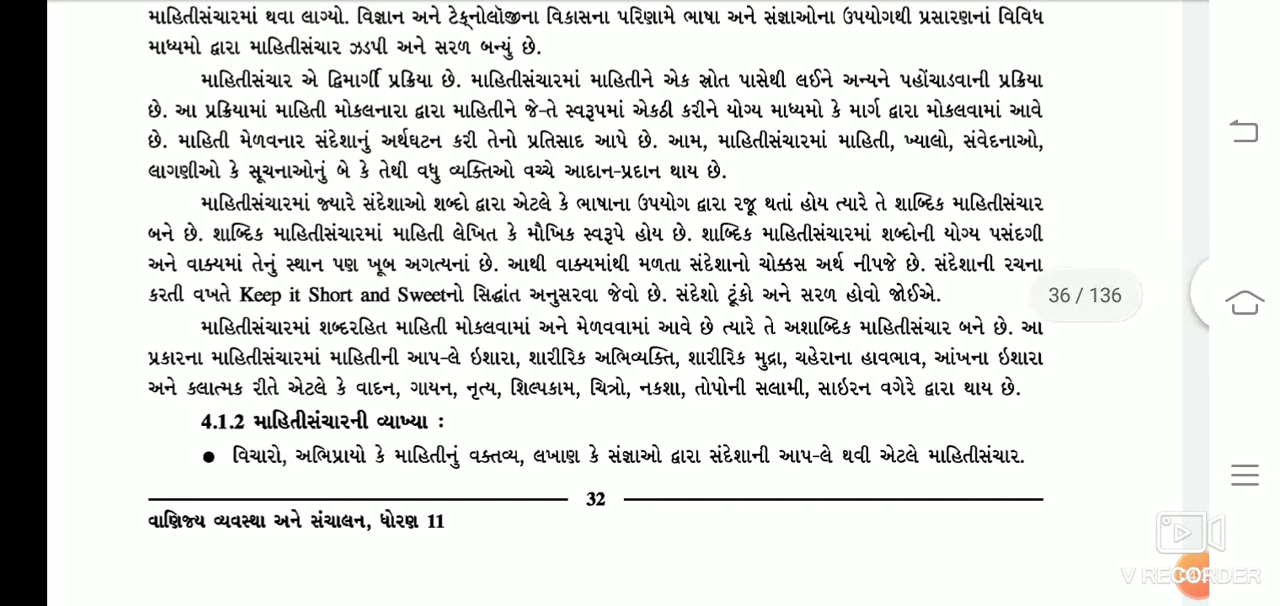 માહિતીસંચારમાં થવા લાગ્યો. વિજ્ઞાન અને ટેક્નોલૉજીના વિકાસના પરિણામે ભાષા અને સંજ્ઞાઓના ઉપયોગથી પ્રસારણનાં વિવિધ
માધ્યમો દ્વારા માહિતીસંચાર ઝડપી અને સરળ બન્યું છે.
માહિતીસંચાર એ દ્વિમાર્ગી પ્રક્રિયા છે. માહિતીસંચારમાં માહિતીને એક સ્રોત પાસેથી લઈને અન્યને પહોંચાડવાની પ્રક્રિયા
છે. આ પ્રક્રિયામાં માહિતી મોકલનારા દ્વારા માહિતીને જે-તે સ્વરૂપમાં એકઠી કરીને યોગ્ય માધ્યમો કે માર્ગ દ્વારા મોકલવામાં આવે
છે. માહિતી મેળવનાર સંદેશાનું અર્થઘટન કરી તેનો પ્રતિસાદ આપે છે. આમ, માહિતીસંચારમાં માહિતી, ખ્યાલો, સંવેદનાઓ,
લાગણીઓ કે સૂચનાઓનું બે કે તેથી વધુ વ્યક્તિઓ વચ્ચે આદાન-પ્રદાન થાય છે.
માહિતીસંચારમાં જ્યારે સંદેશાઓ શબ્દો દ્વારા એટલે કે ભાષાના ઉપયોગ દ્વારા રજૂ થતાં હોય ત્યારે તે શાબ્દિક માહિતીસંચાર
બને છે. શાબ્દિક માહિતીસંચારમાં માહિતી લેખિત કે મૌખિક સ્વરૂપે હોય છે. શાબ્દિક માહિતીસંચારમાં શબ્દોની યોગ્ય પસંદગી
અને વાક્યમાં તેનું સ્થાન પણ ખૂબ અગત્યનાં છે. આથી વાક્યમાંથી મળતા સંદેશાનો ચોક્કસ અર્થ નીપજે છે. સંદેશાની રચના
કરતી વખતે Keep it Short and Sweetનો સિદ્ધાંત અનુસરવા જેવો છે. સંદેશો ટૂંકો અને સરળ હોવો જોઈએ.
36 / 136
માહિતીસંચારમાં શબ્દરહિત માહિતી મોકલવામાં અને મેળવવામાં આવે છે ત્યારે તે અશાબ્દિક માહિતીસંચાર બને છે. આ
પ્રકારના માહિતીસંચારમાં માહિતીની આપ-લે ઇશારા, શારીરિક અભિવ્યક્તિ, શારીરિક મુદ્રા, ચહેરાના હાવભાવ, આંખના ઇશારા
અને કલાત્મક રીતે એટલે કે વાદન, ગાયન, નૃત્ય, શિલ્પકામ, ચિત્રો, નકશા, તોપોની સલામી, સાઇરન વગેરે દ્વારા થાય છે.
4.1.2 માહિતીસંચારની વ્યાખ્યા :
● વિચારો, અભિપ્રાયો કે માહિતીનું વક્તવ્ય, લખાણ કે સંજ્ઞાઓ દ્વારા સંદેશાની આપ-લે થવી એટલે માહિતીસંચાર.
32
વાણિજ્ય વ્યવસ્થા અને સંચાલન, ધોરણ 11
V RECORDER